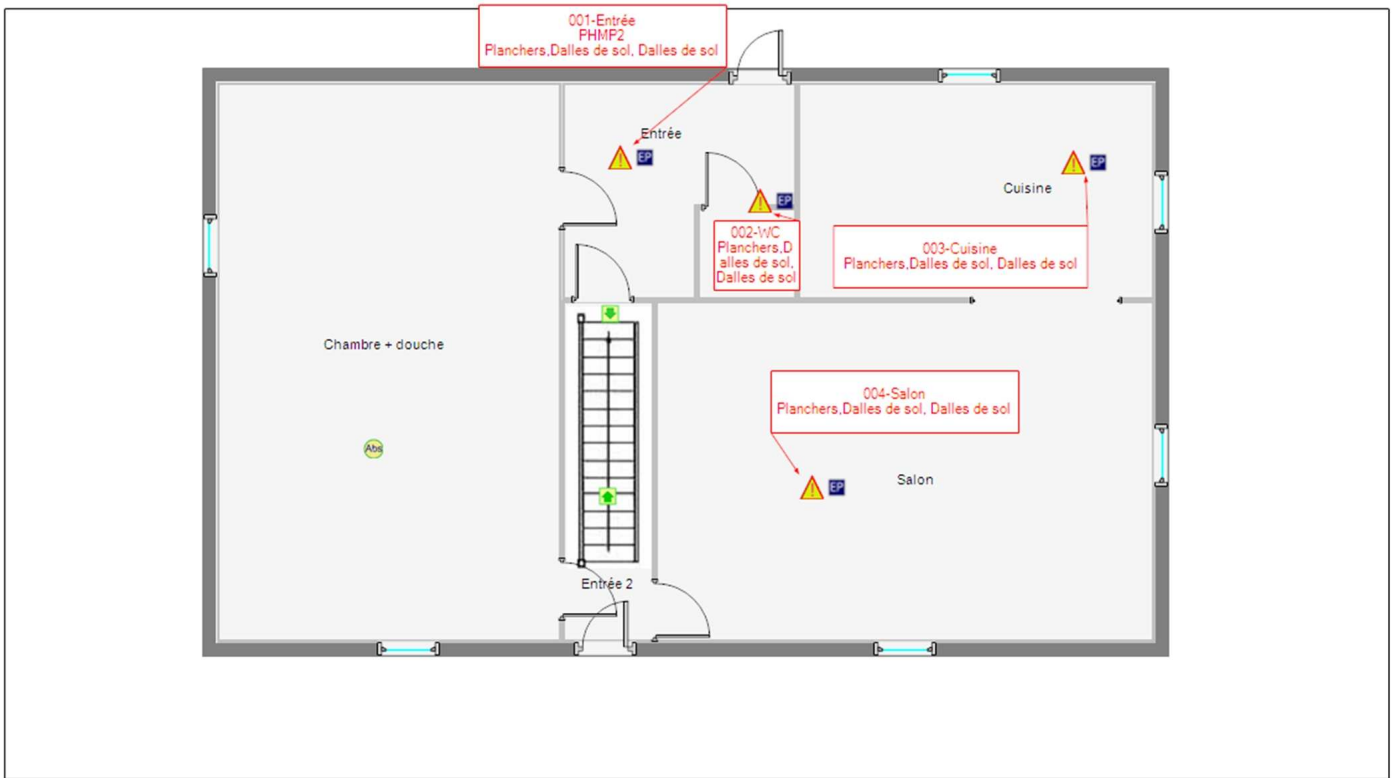 001-Entrée
PHMP2
Planchers,Dalles de sol, Dalles de sol
Entrée
EP
EP
EP
Cuisine
002-WC
Planchers,D
alles de sol,
Dalles de sol
003-Cuisine
Planchers,Dalles de sol, Dalles de sol
Chambre + douche
004-Salon
Planchers,Dalles de sol, Dalles de sol
Abs
Salon
EP
Entrée 2